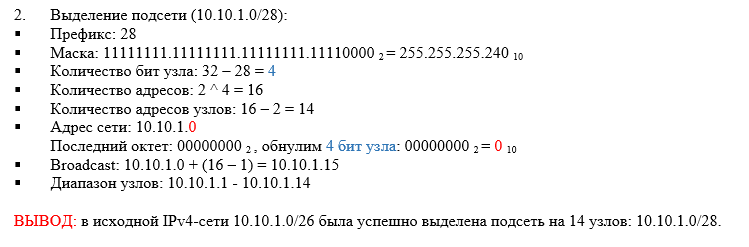 2. Выделение подсети (10.10.1.0/28):
▪ Префикс: 28
▪ Маска: 11111111.11111111.11111111.11110000 2 = 255.255.255.240 10
▪ Количество бит узла: 32 – 28 = 4
▪ Количество адресов: 2 ^ 4 = 16
▪ Количество адресов узлов: 16 – 2 = 14
▪ Адрес сети: 10.10.1.0
Последний октет: 00000000 2 , обнулим 4 бит узла: 00000000 2 = 0 10
▪ Broadcast: 10.10.1.0 + (16 – 1) = 10.10.1.15
▪ Диапазон узлов: 10.10.1.1 - 10.10.1.14
ВЫВОД: в исходной IPv4-сети 10.10.1.0/26 была успешно выделена подсеть на 14 узлов: 10.10.1.0/28.